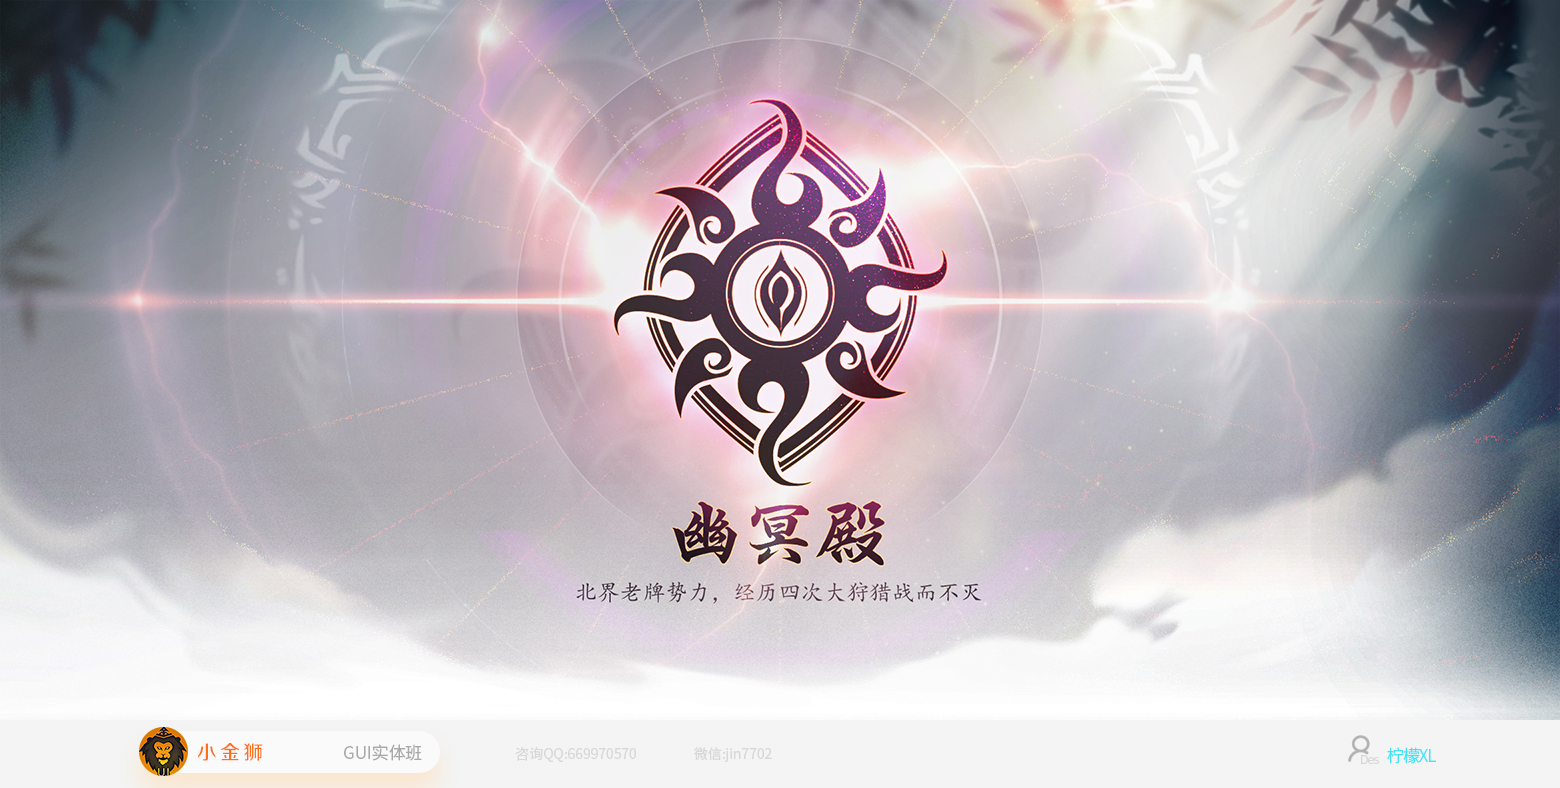 幽冥殿
北界老牌势力，经历四次大狩猎战而不灭
小金狮
GUI实体班
咨询QQ:669970570
微信:jin7702
Des
柠檬XL
UI